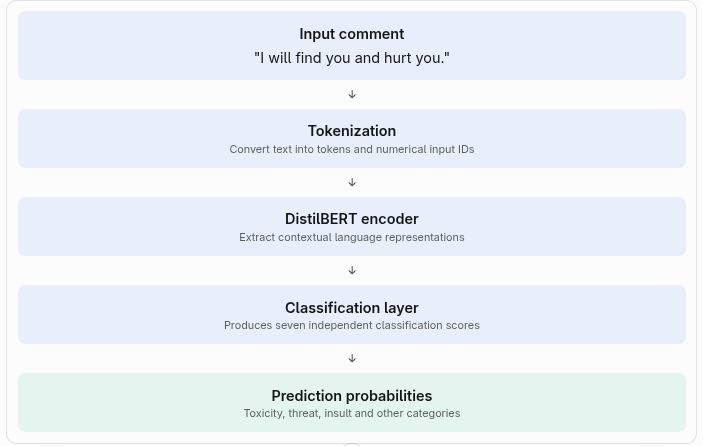 Input comment
"I will find you and hurt you."
↓
Tokenization
Convert text into tokens and numerical input IDs
↓
DistilBERT encoder
Extract contextual language representations
↓
Classification layer
Produces seven independent classification scores
↓
Prediction probabilities
Toxicity, threat, insult and other categories